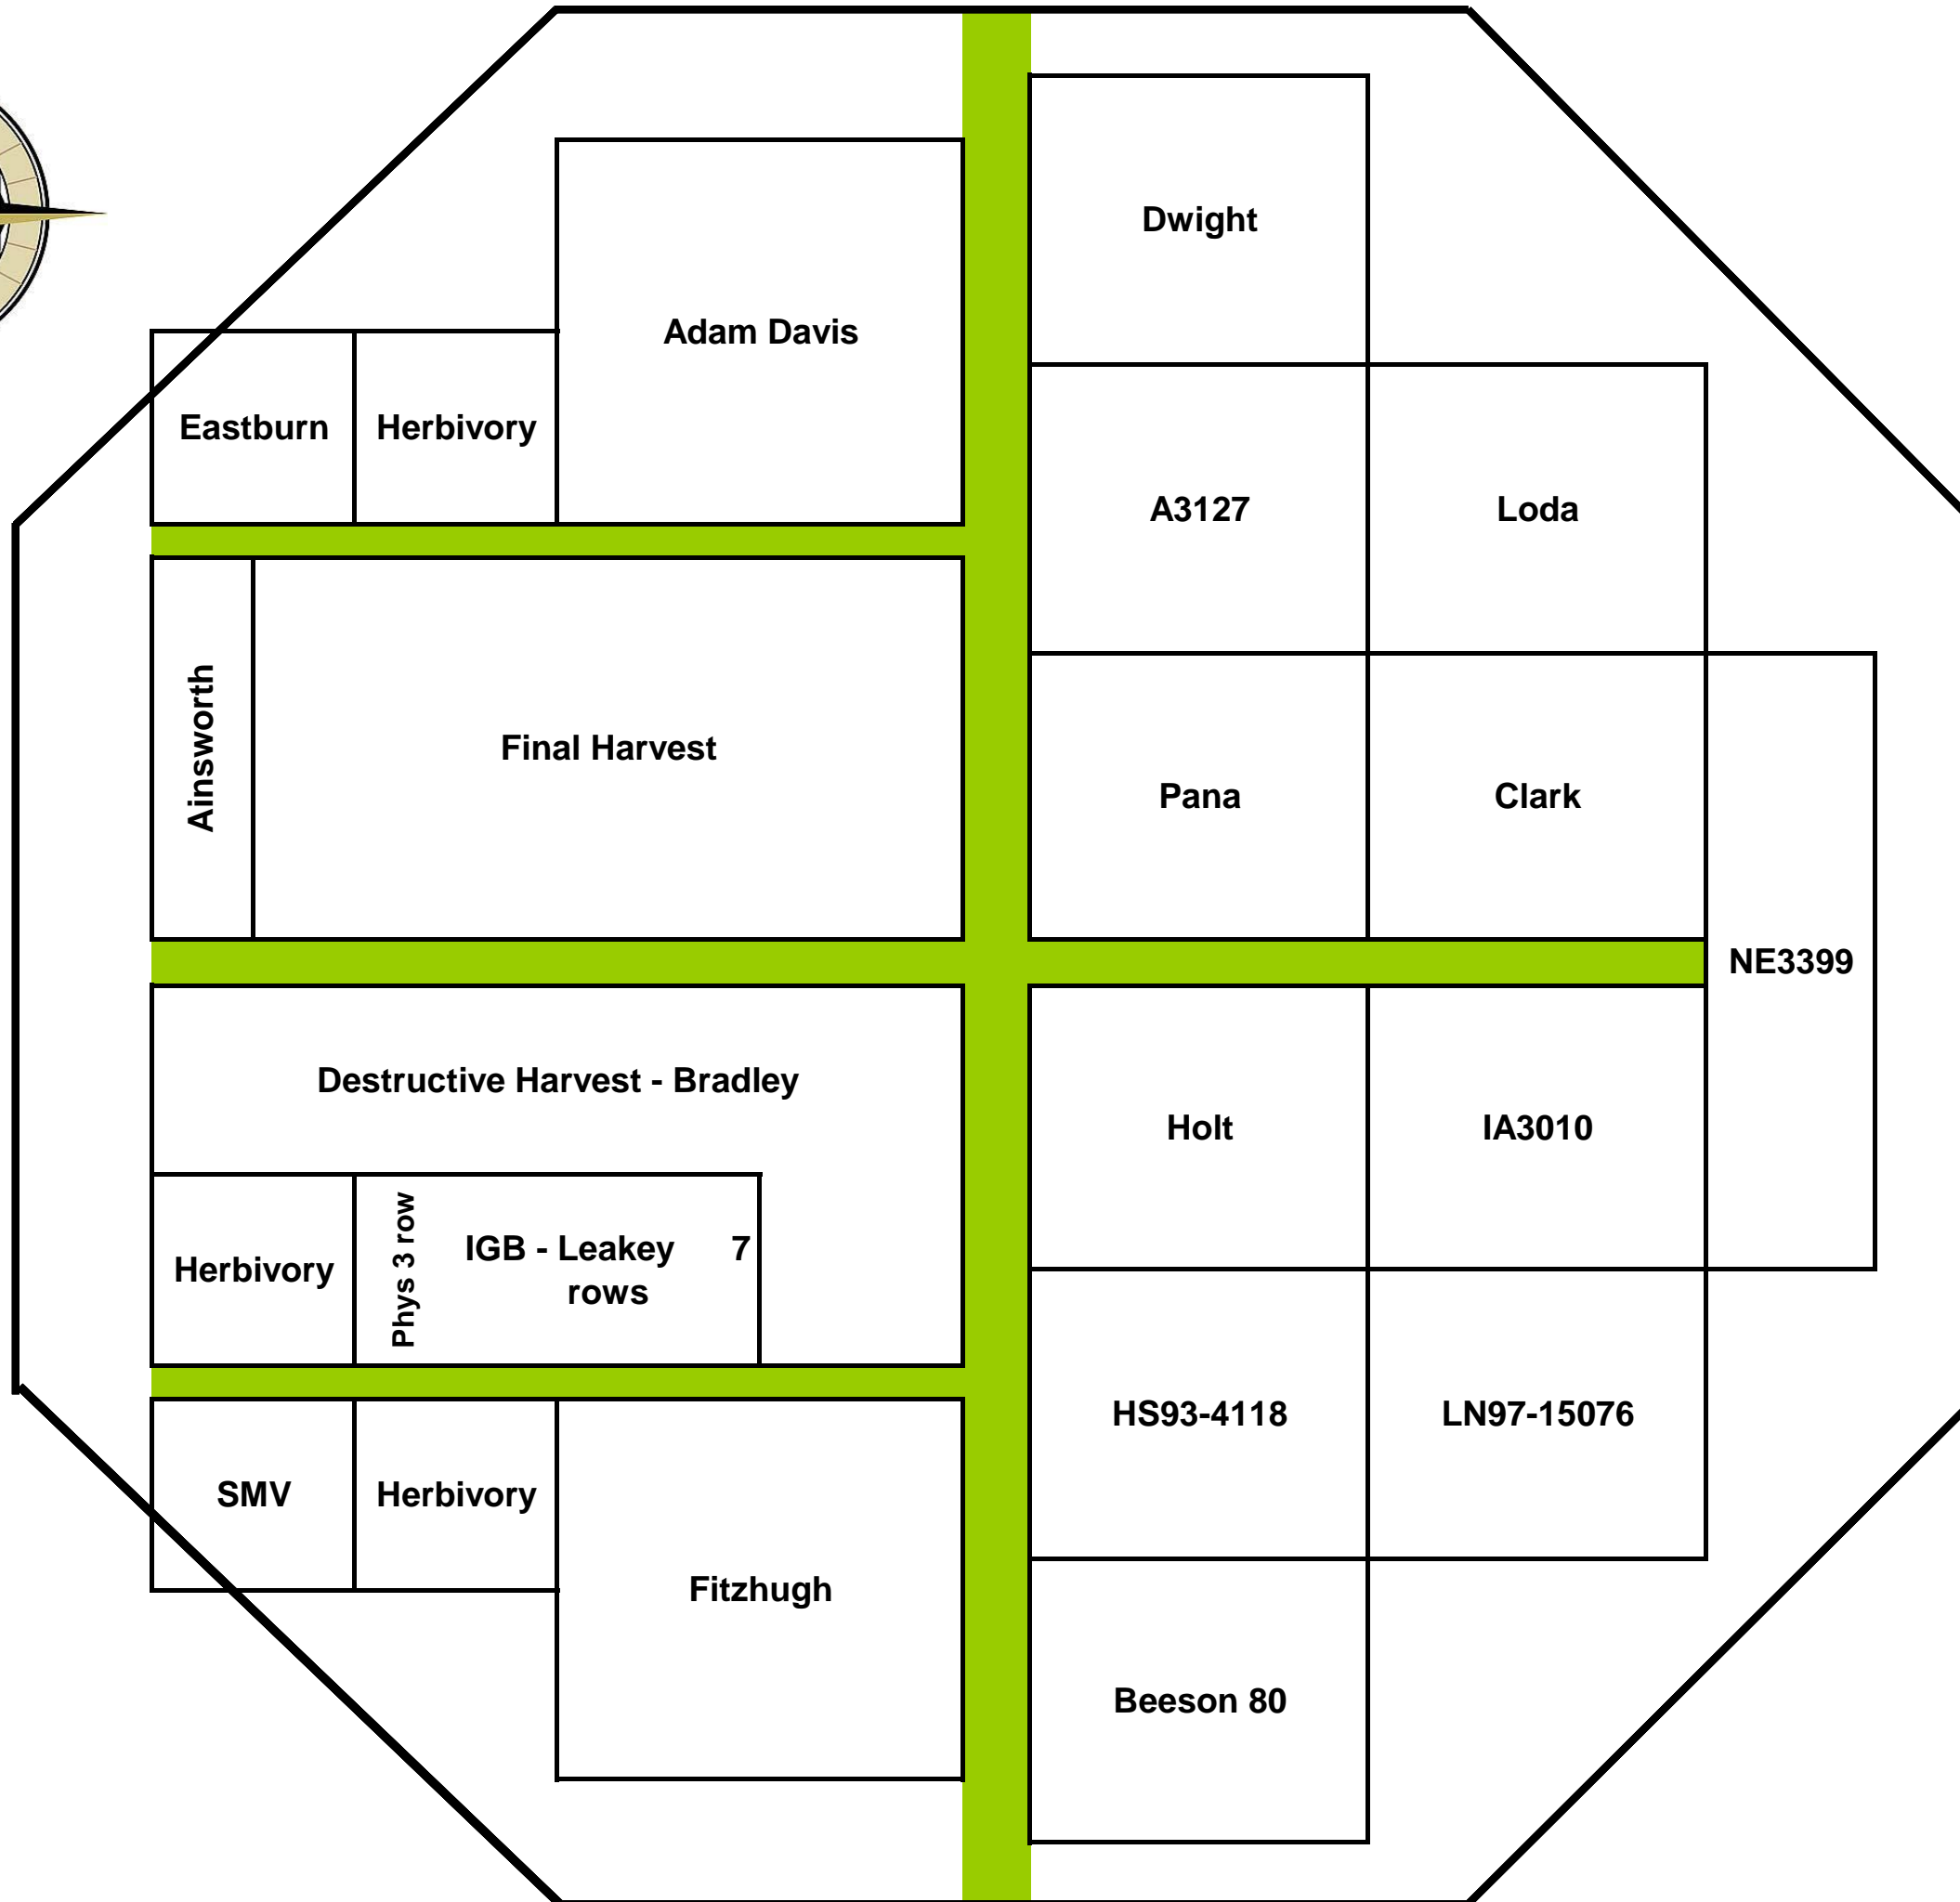 Dwight
Adam Davis
Eastburn
Herbivory
A3127
Loda
Ainsworth
Final Harvest
Pana
Clark
NE3399
Destructive Harvest - Bradley
Holt
IA3010
Herbivory
Phys 3 row
IGB - Leakey 7
rows
HS93-4118
LN97-15076
SMV
Herbivory
Fitzhugh
Beeson 80